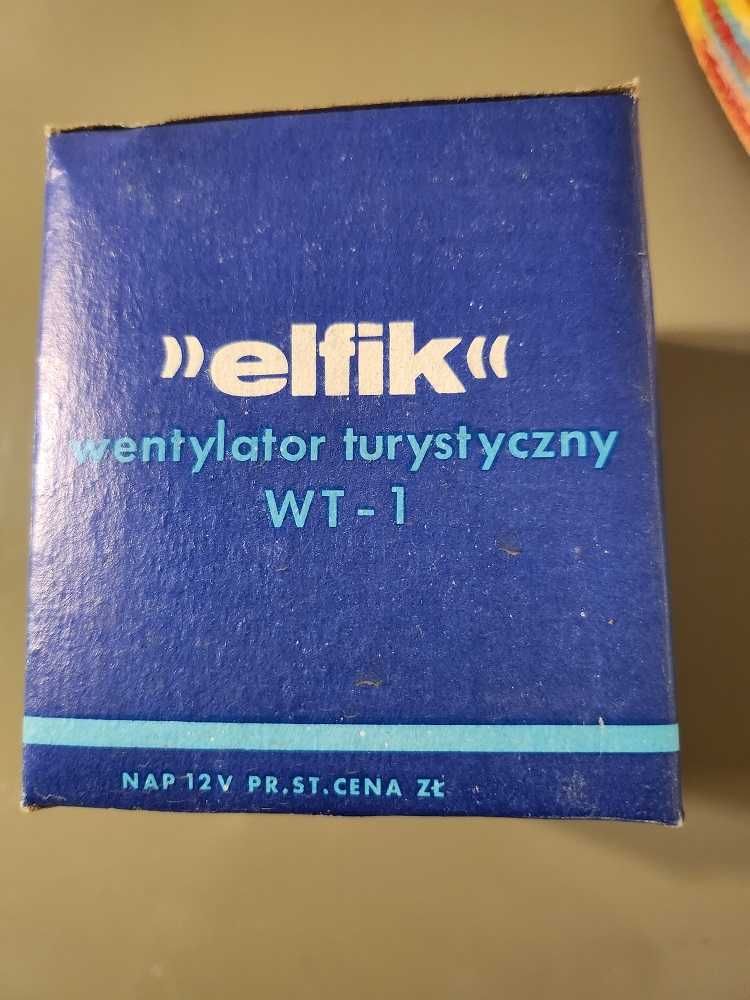 »elfik«
wentylator turystyczny
WT-1
NAP 12V PR.ST. CENA ZŁ